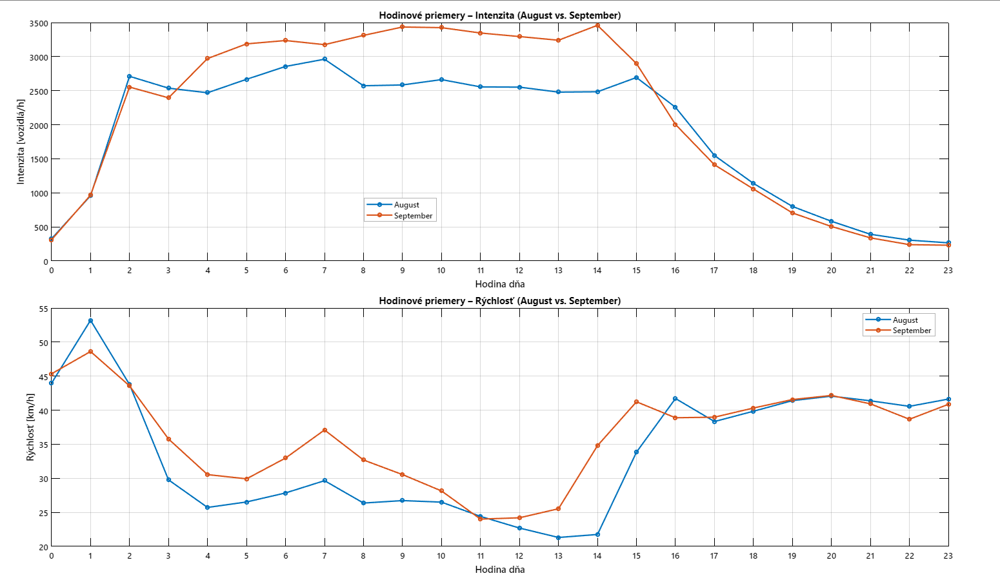 Hodinové priemery – Intenzita (August vs. September)
3500
3000
2500
2000
1500
1000
500
0
Intenzita [vozidlá/h]
August
September
0 1 2 3 4 5 6 7 8 9 10 11 12 13 14 15 16 17 18 19 20 21 22 23
Hodina dňa
Hodinové priemery – Rýchlosť (August vs. September)
55
50
45
40
35
30
25
20
Rýchlosť [km/h]
August
September
0 1 2 3 4 5 6 7 8 9 10 11 12 13 14 15 16 17 18 19 20 21 22 23
Hodina dňa